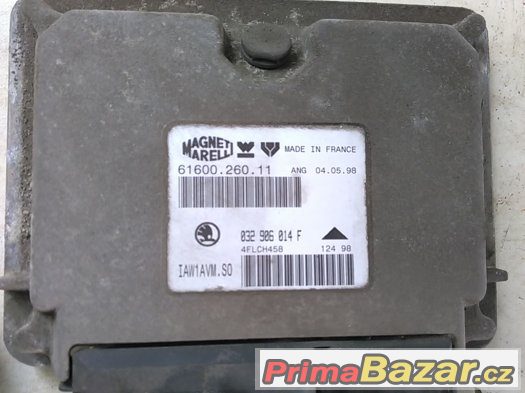 MAGNETI MARELLI MADE IN FRANCE
61600.260.11 ANG 04.05.98
032 906 014 F
4FLCH458 124 98
IAW1AVM.SO
PrimaBazar.cz